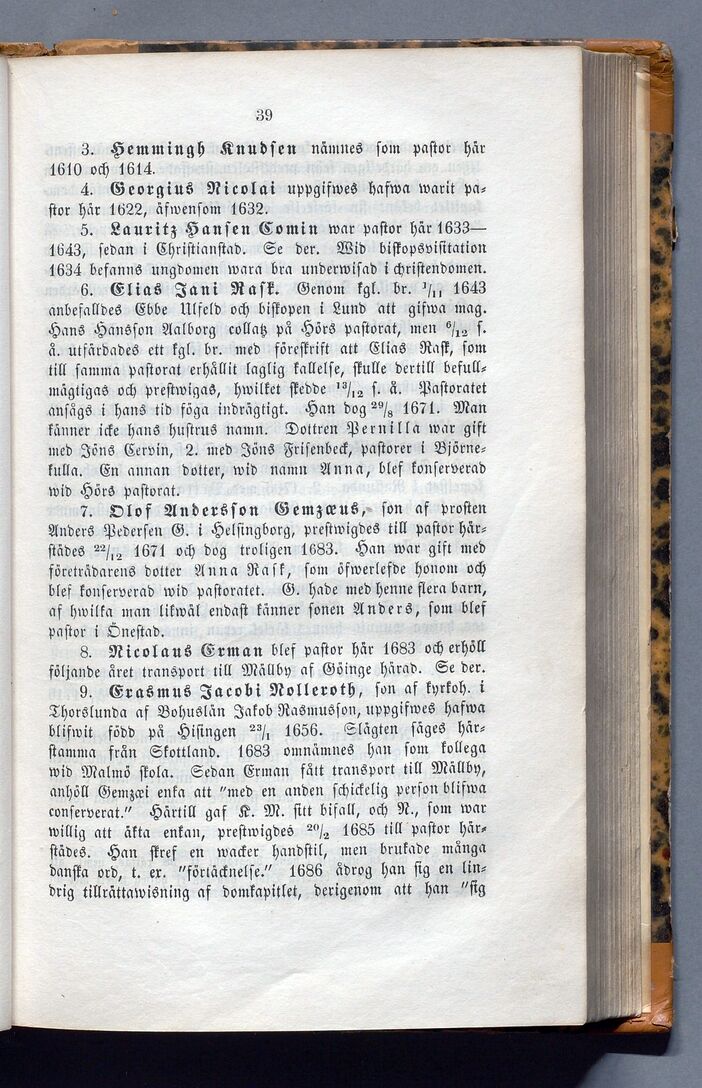 39
3. Hemmingh Knudsen nämnes som pastor här
1610 och 1614.
4. Georgius Nicolai uppgifwes hafwa warit pa-
stor här 1622, äfwensom 1632.
5. Lauritz Hansen Comin war pastor här 1633—
1643, sedan i Christianstad. Se der. Wid biskopsvisitation
1634 befanns ungdomen wara bra underwisad i christendomen.
6. Elias Jani Rask. Genom kgl. br. 1/11 1643
anbefalldes Ebbe Ulfeld och biskopen i Lund att gifwa mag.
Hans Hansson Aalborg collatz på Hörs pastorat, men 6/12 s.
å. utfärdades ett kgl. br. med föreskrift att Elias Rask, som
till samma pastorat erhållit laglig kallelse, skulle dertill befull-
mägtigas och prestwigas, hwilket skedde 13/12 s. å. Pastoratet
ansågs i hans tid föga indrägtigt. Han dog 29/8 1671. Man
känner icke hans hustrus namn. Dottren Pernilla war gift
med Jöns Cervin, 2. med Jöns Frisenbeck, pastorer i Björne-
kulla. En annan dotter, wid namn Anna, blef konserverad
wid Hörs pastorat.
7. Olof Andersson Gemzæus, son af prosten
Anders Pedersen G. i Helsingborg, prestwigdes till pastor här-
städes 22/12 1671 och dog troligen 1683. Han war gift med
företrädarens dotter Anna Rask, som öfwerlefde honom och
blef konserverad wid pastoratet. G. hade med henne flera barn,
af hwilka man likwäl endast känner sonen Anders, som blef
pastor i Önestad.
8. Nicolaus Erman blef pastor här 1683 och erhöll
följande året transport till Mällby af Göinge härad. Se der.
9. Erasmus Jacobi Nolleroth, son af kyrkoh. i
Thorslunda af Bohuslän Jakob Rasmusson, uppgifwes hafwa
blifwit född på Hisingen 23/1 1656. Slägten säges här-
stamma från Skottland. 1683 omnämnes han som kollega
wid Malmö skola. Sedan Erman fått transport till Mällby,
anhöll Gemzæi enka att "med en anden schickelig person blifwa
conserverat." Härtill gaf K. M. sitt bifall, och N., som war
willig att äkta enkan, prestwigdes 20/2 1685 till pastor här-
städes. Han skref en wacker handstil, men brukade många
danska ord, t. ex. "förtäcknelse." 1686 ådrog han sig en lin-
drig tillrättawisning af domkapitlet, derigenom att han "sig